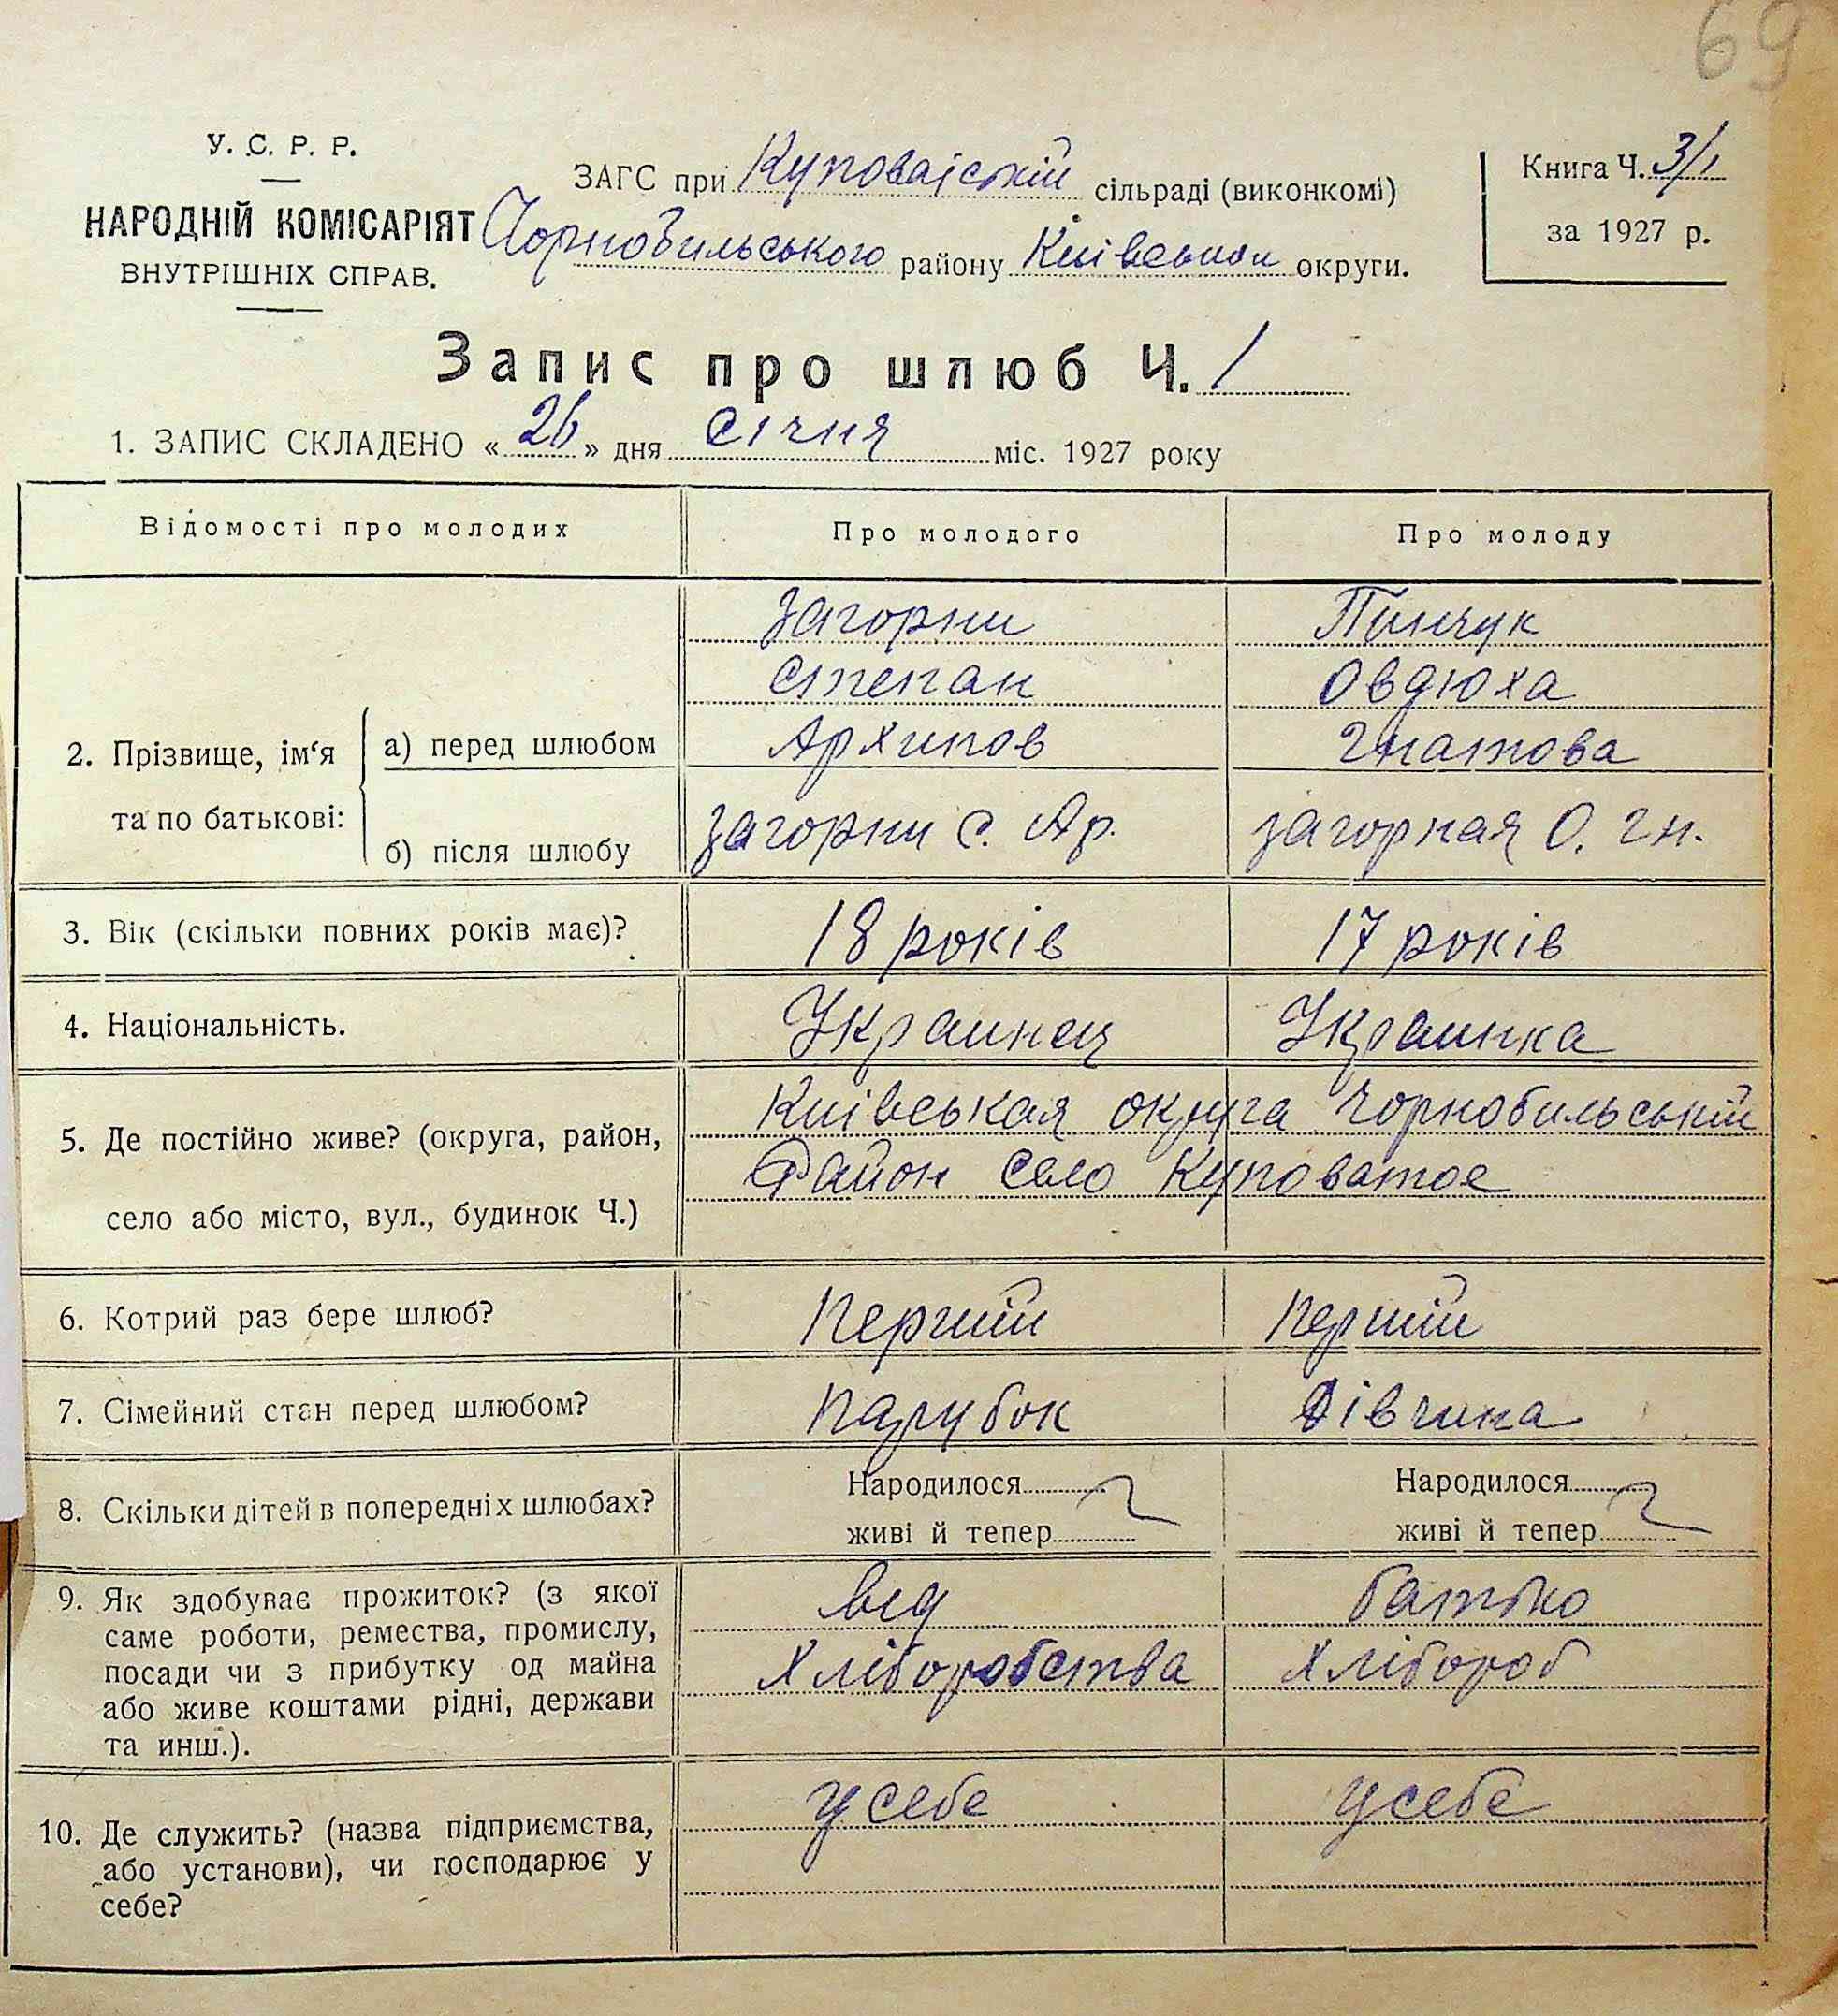 69
У. С. Р. Р.
НАРОДНІЙ КОМІСАРІЯТ
ВНУТРІШНІХ СПРАВ.
ЗАГС при Куповаіській сільраді (виконкомі)
Чорнобильського району Київськои округи.
Книга Ч. 3/1
за 1927 р.
Запис про шлюб Ч. 1
1. ЗАПИС СКЛАДЕНО « 26 » дня січня міс. 1927 року
Відомості про молодих
Про молодого
Про молоду
2. Прізвище, ім‘я та по батькові:
а) перед шлюбом
Загорни
Степан
Архипов
Пинчук
Овдюха
Гнатова
б) після шлюбу
Загорни С. Ар.
Загорная О. Гн.
3. Вік (скільки повних років має)?
18 років
17 років
4. Національність.
Украинец
Украинка
5. Де постійно живе? (округа, район,
село або місто, вул., будинок Ч.)
Київськая округа Чорнобильській
Район село Куповатое
6. Котрий раз бере шлюб?
Перший
Перший
7. Сімейний стан перед шлюбом?
Парубок
Дівчина
8. Скільки дітей в попередніх шлюбах?
Народилося
живі й тепер
Народилося
живі й тепер
9. Як здобуває прожиток? (з якої
саме роботи, ремества, промислу,
посади чи з прибутку од майна
або живе коштами рідні, держави
та инш.).
від
Хліборобства
батько
Хлібороб
10. Де служить? (назва підприємства,
або установи), чи господарює у
себе?
у себе
у себе